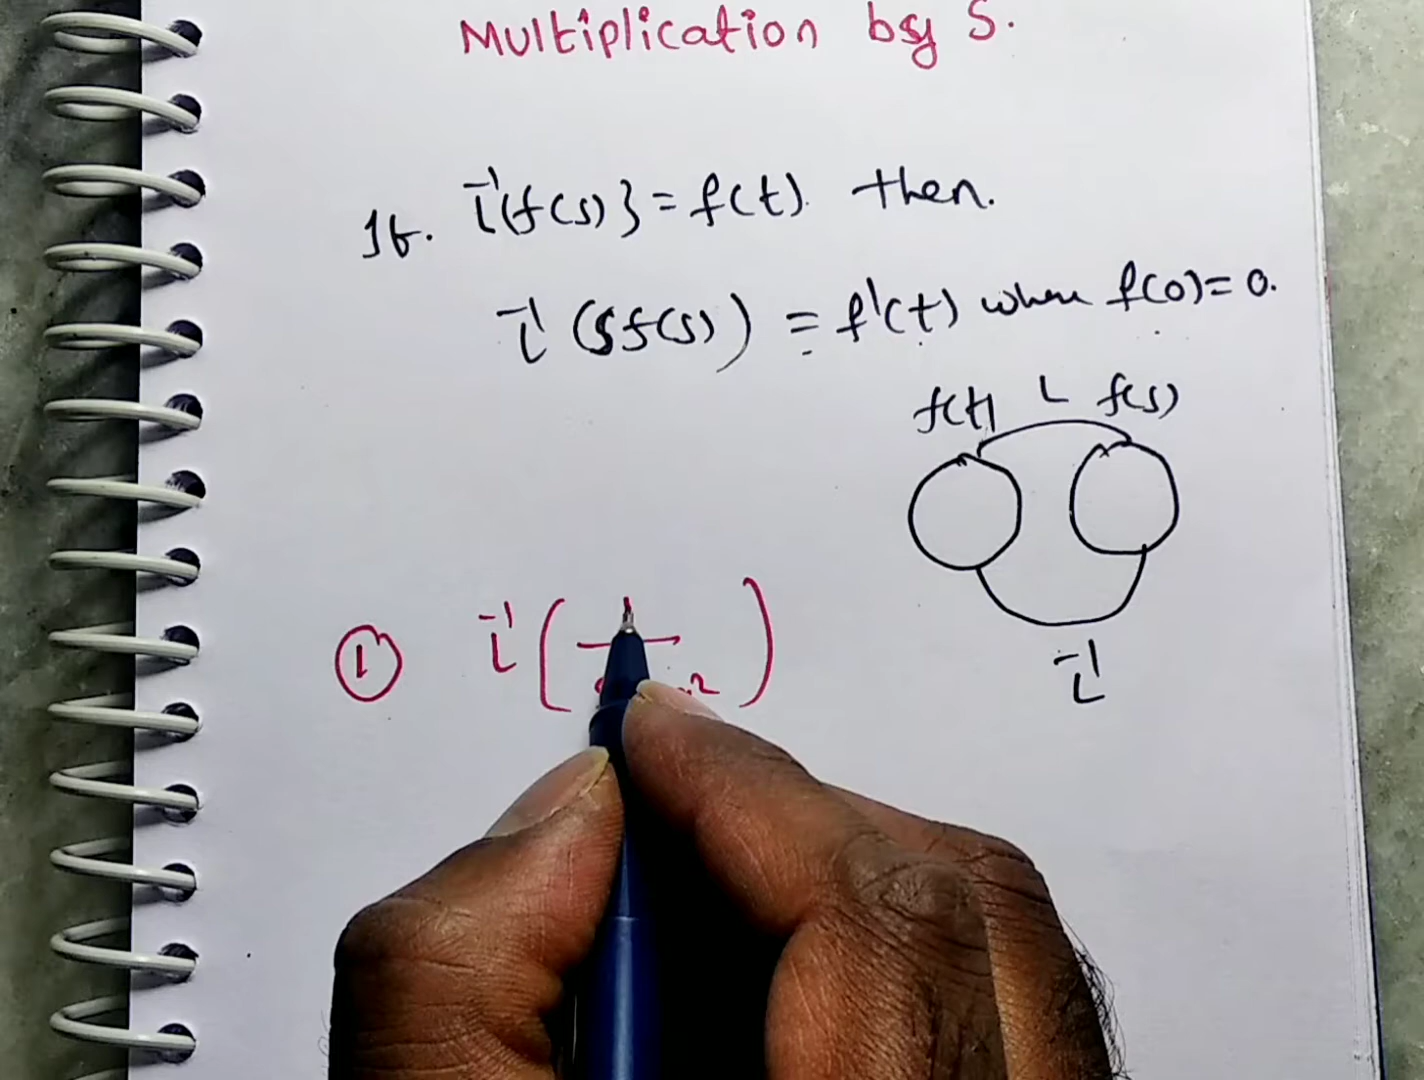 Multiplication by S.
If. L⁻¹{f(s)} = f(t) then.
L⁻¹(sf(s)) = f'(t) when f(0) = 0.
f(t) L f(s)
① L⁻¹( )
L⁻¹